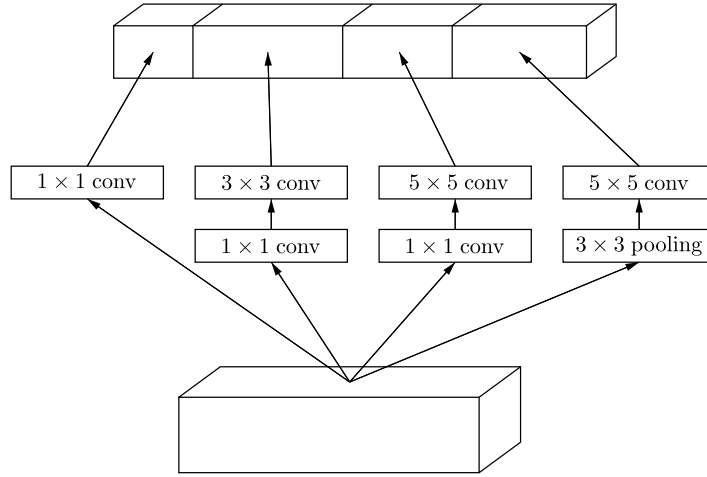 1 × 1 conv
3 × 3 conv
5 × 5 conv
5 × 5 conv
1 × 1 conv
1 × 1 conv
3 × 3 pooling